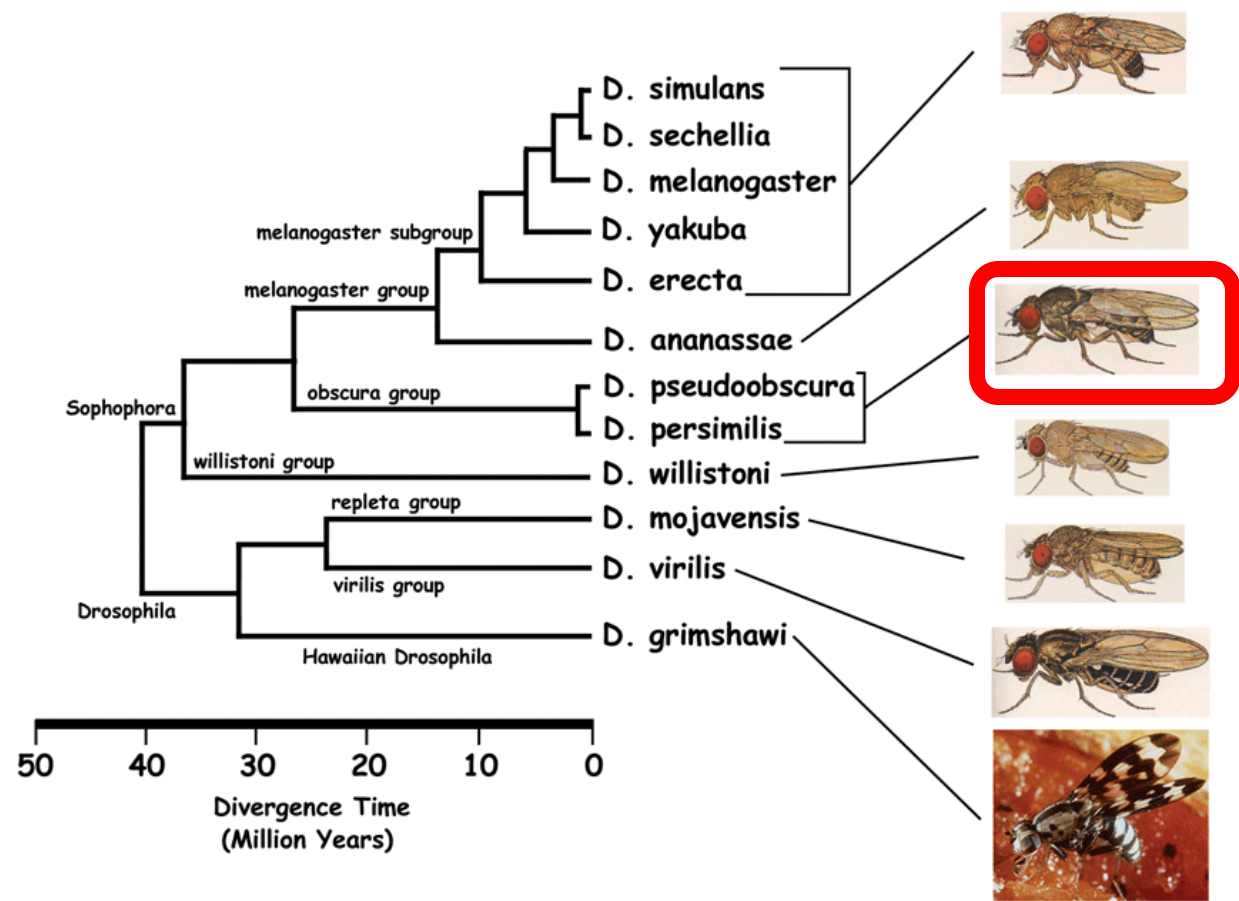 D. simulans
D. sechellia
D. melanogaster
D. yakuba
D. erecta
D. ananassae
D. pseudoobscura
D. persimilis
D. willistoni
D. mojavensis
D. virilis
D. grimshawi
melanogaster subgroup
melanogaster group
obscura group
Sophophora
willistoni group
repleta group
virilis group
Drosophila
Hawaiian Drosophila
50 40 30 20 10 0
Divergence Time
(Million Years)